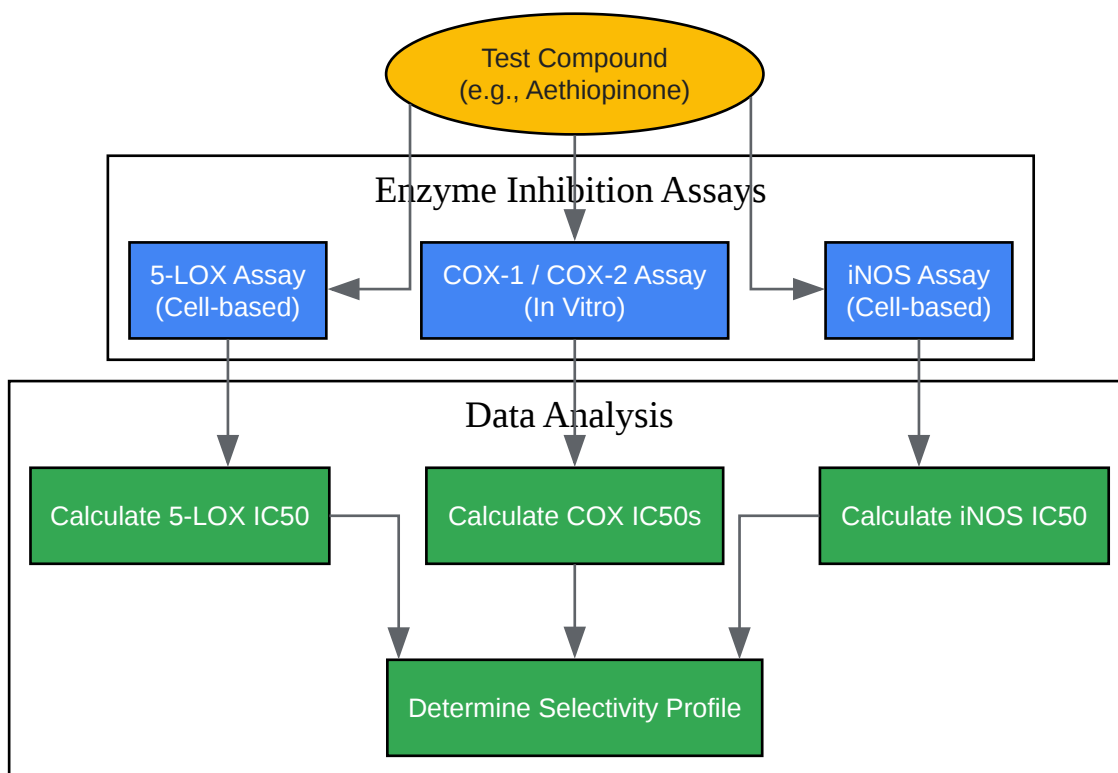 Test Compound
(e.g., Aethiopinone)
Enzyme Inhibition Assays
5-LOX Assay
(Cell-based)
COX-1 / COX-2 Assay
(In Vitro)
iNOS Assay
(Cell-based)
Data Analysis
Calculate 5-LOX IC50
Calculate COX IC50s
Calculate iNOS IC50
Determine Selectivity Profile